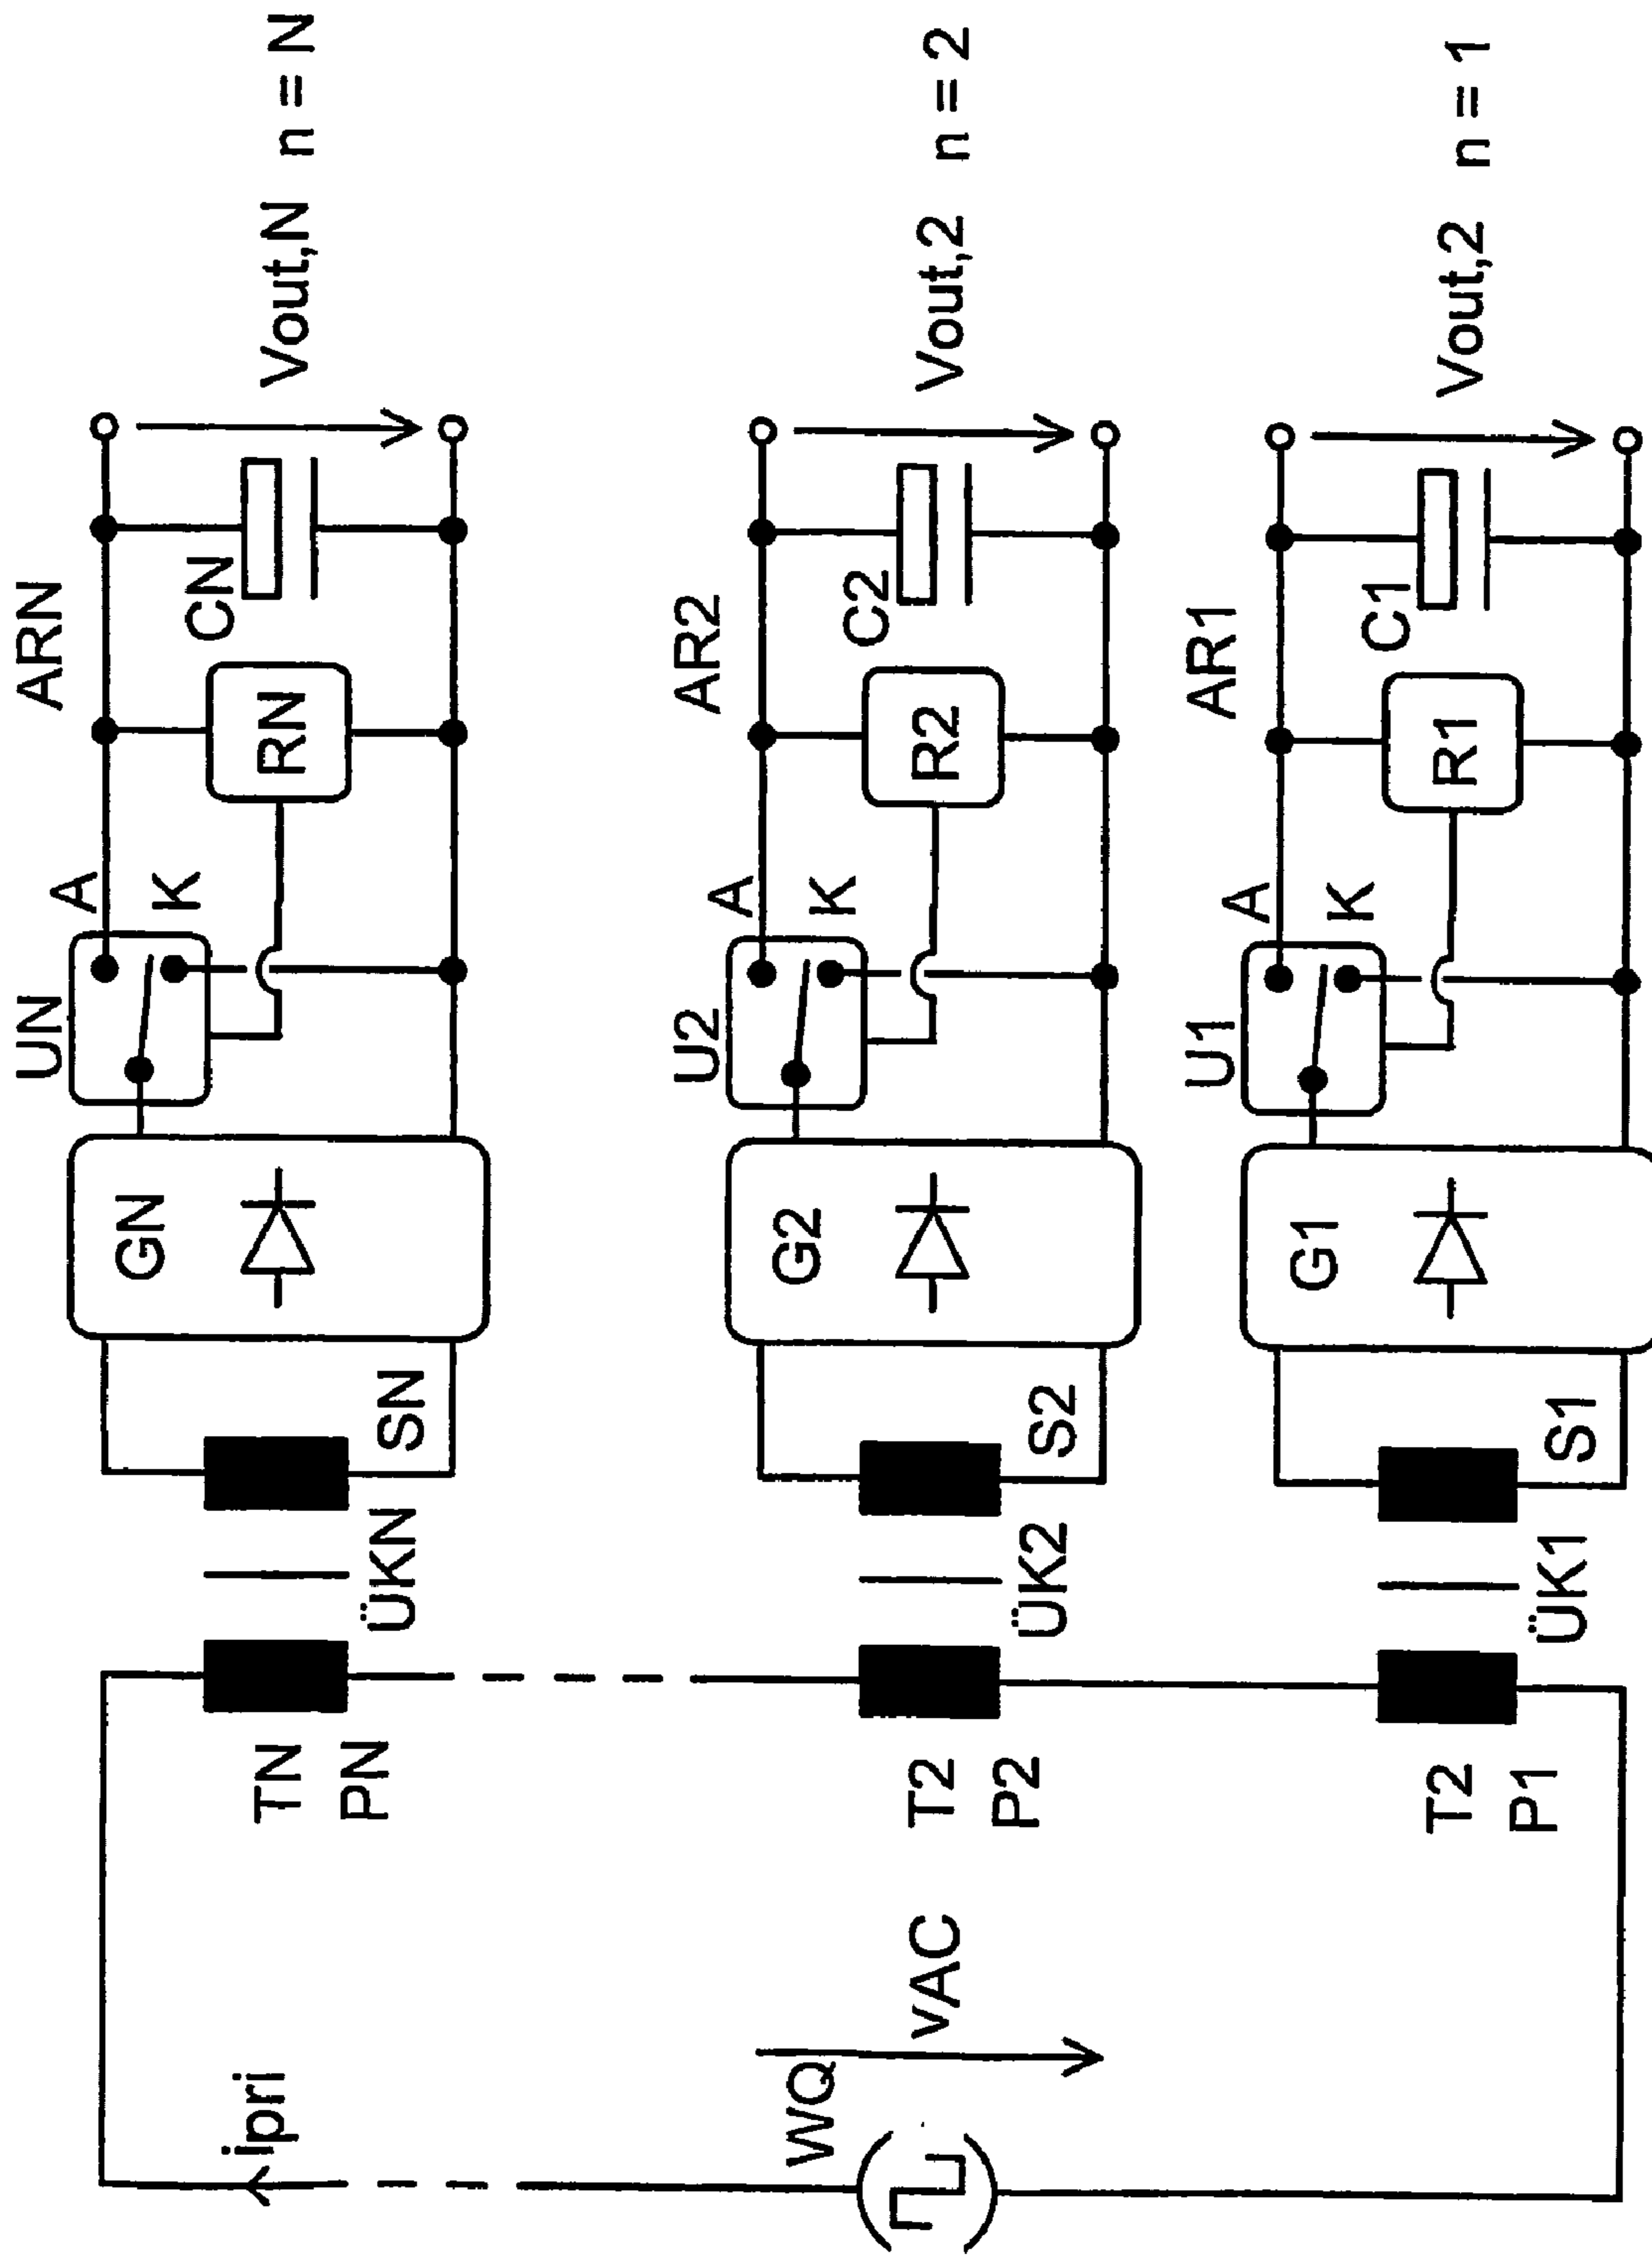 ARN
UN
A
Vout,N n = N
CN
K
RN
GN
SN
ÜKN
TN
PN
ipri
AR2
U2
A
Vout,2 n = 2
C2
K
R2
G2
S2
ÜK2
T2
P2
WQ
vAC
AR1
U1
A
Vout,2 n = 1
C1
K
R1
G1
S1
ÜK1
T2
P1